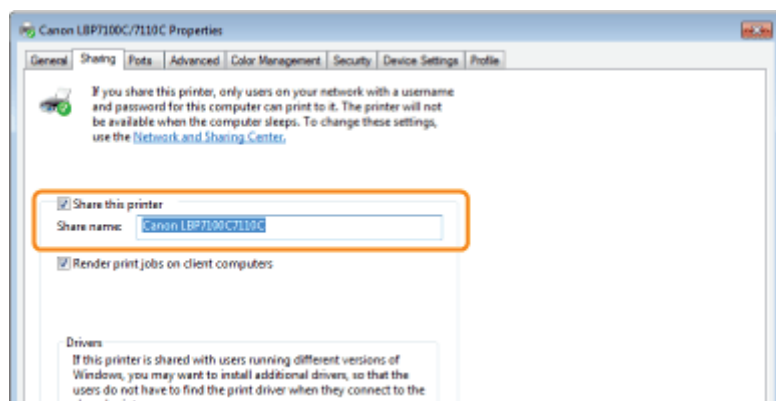 Canon LBP7100C/7110C Properties
General Sharing Ports Advanced Color Management Security Device Settings Profile
If you share this printer, only users on your network with a username
and password for this computer can print to it. The printer will not
be available when the computer sleeps. To change these settings,
use the Network and Sharing Center.
Share this printer
Share name: Canon LBP7100C7110C
Render print jobs on client computers
Drivers
If this printer is shared with users running different versions of
Windows, you may want to install additional drivers, so that the
users do not have to find the print driver when they connect to the